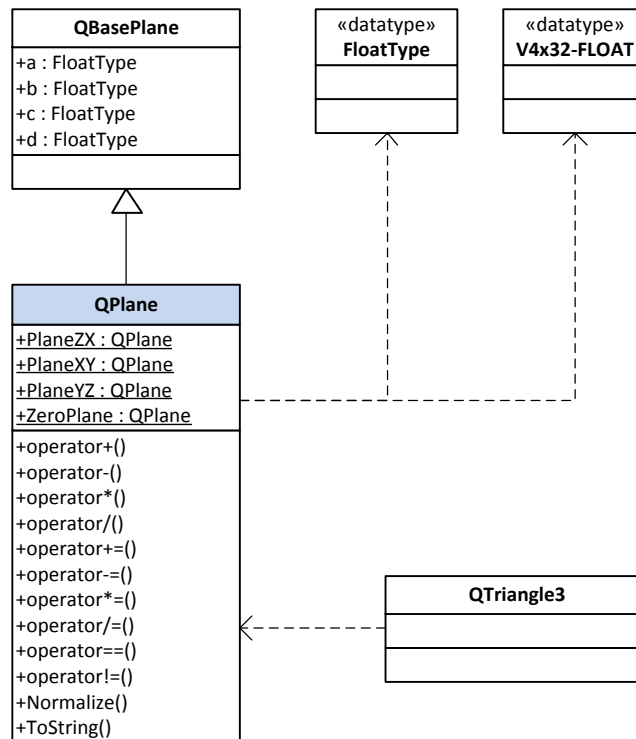 QBasePlane
+a : FloatType
+b : FloatType
+c : FloatType
+d : FloatType
«datatype»
FloatType
«datatype»
V4x32-FLOAT
QPlane
+PlaneZX : QPlane
+PlaneXY : QPlane
+PlaneYZ : QPlane
+ZeroPlane : QPlane
+operator+()
+operator-()
+operator*()
+operator/()
+operator+=()
+operator-=()
+operator*=()
+operator/=()
+operator==()
+operator!=()
+Normalize()
+ToString()
QTriangle3